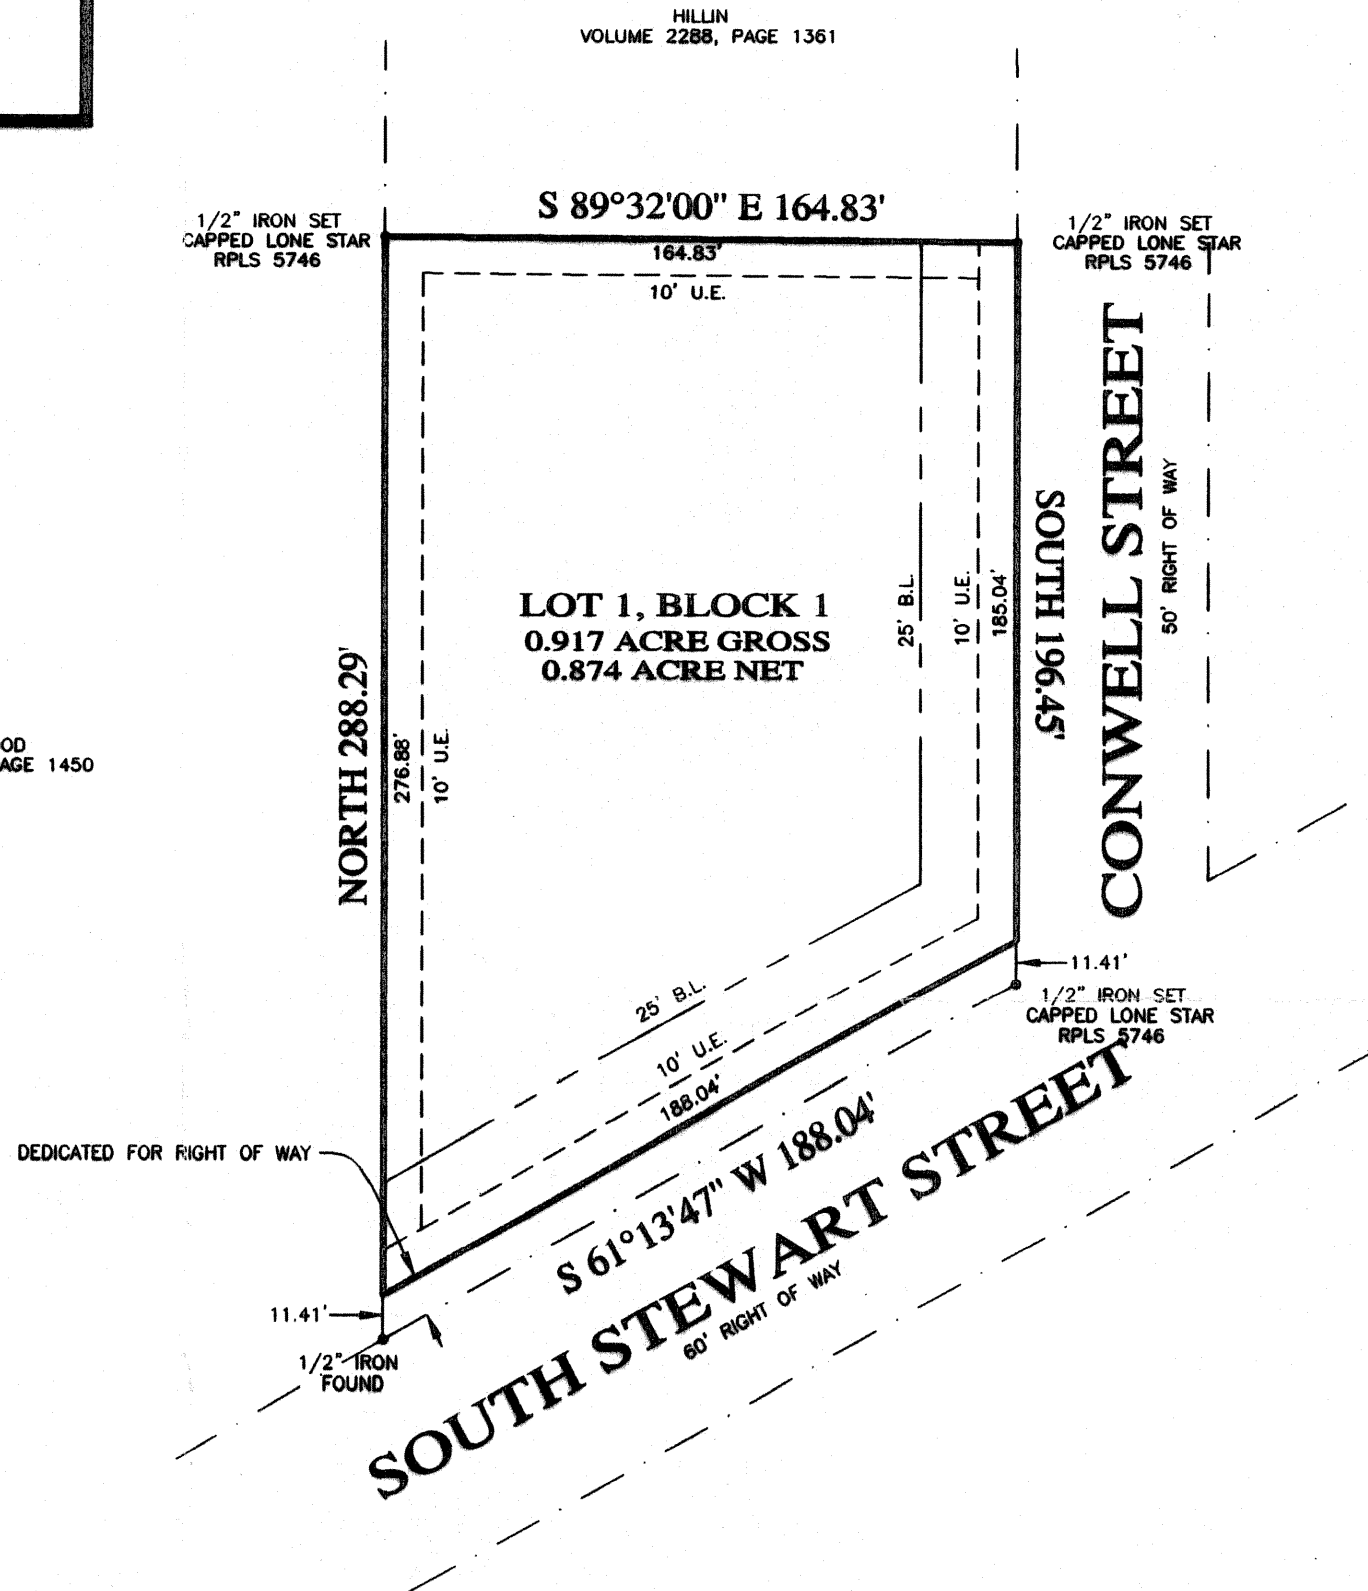 HILLIN
VOLUME 2288, PAGE 1361
S 89°32'00" E 164.83'
1/2" IRON SET
CAPPED LONE STAR
RPLS 5746
1/2" IRON SET
CAPPED LONE STAR
RPLS 5746
164.83'
10' U.E.
LOT 1, BLOCK 1
0.917 ACRE GROSS
0.874 ACRE NET
25' B.L.
10' U.E.
185.04'
SOUTH 196.45'
CONWELL STREET
50' RIGHT OF WAY
NORTH 288.29'
276.88'
10' U.E.
OD
AGE 1450
11.41'
1/2" IRON SET
CAPPED LONE STAR
RPLS 5746
25' B.L.
10' U.E.
188.04'
S 61°13'47" W 188.04'
DEDICATED FOR RIGHT OF WAY
SOUTH STEWART STREET
60' RIGHT OF WAY
11.41'
1/2" IRON
FOUND